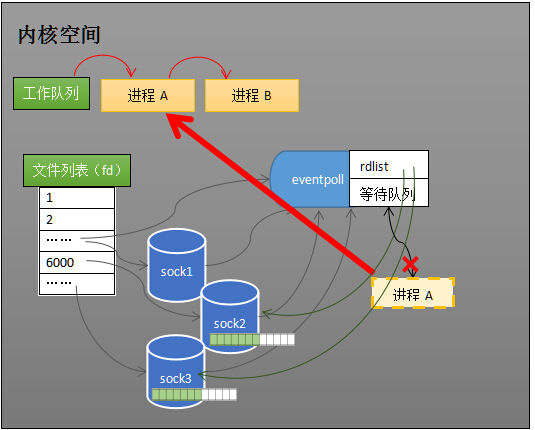 内核空间
工作队列
进程 A
进程 B
文件列表（fd）
1
2
……
6000
……
eventpoll
rdlist
等待队列
sock1
sock2
sock3
进程 A